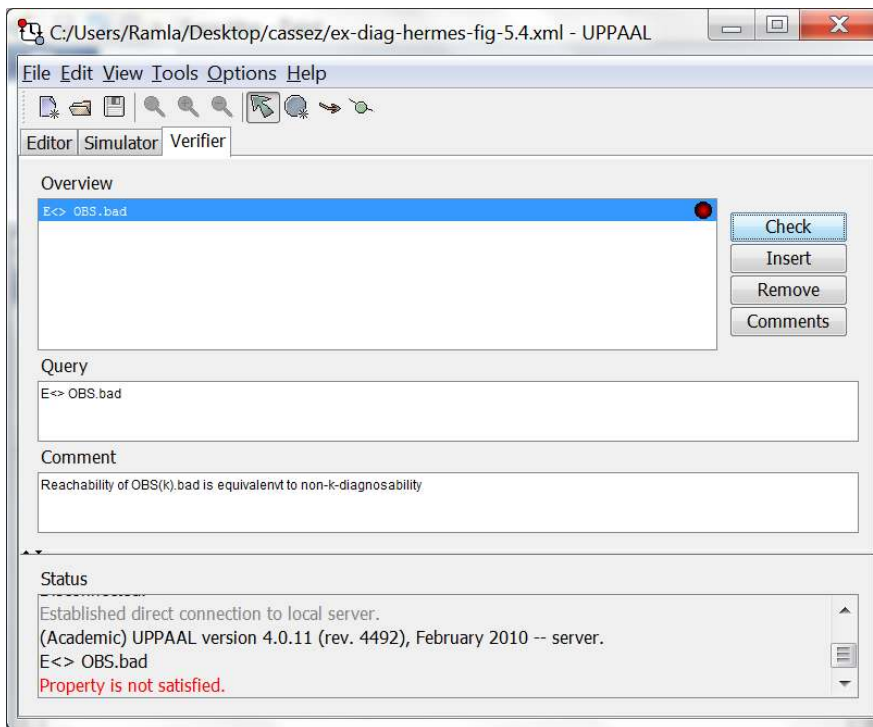 C:/Users/Ramla/Desktop/cassez/ex-diag-hermes-fig-5.4.xml - UPPAAL
File Edit View Tools Options Help
Editor Simulator Verifier
Overview
E<> OBS.bad
Check
Insert
Remove
Comments
Query
E<> OBS.bad
Comment
Reachability of OBS(k).bad is equivalenvt to non-k-diagnosability
Status
Established direct connection to local server.
(Academic) UPPAAL version 4.0.11 (rev. 4492), February 2010 -- server.
E<> OBS.bad
Property is not satisfied.